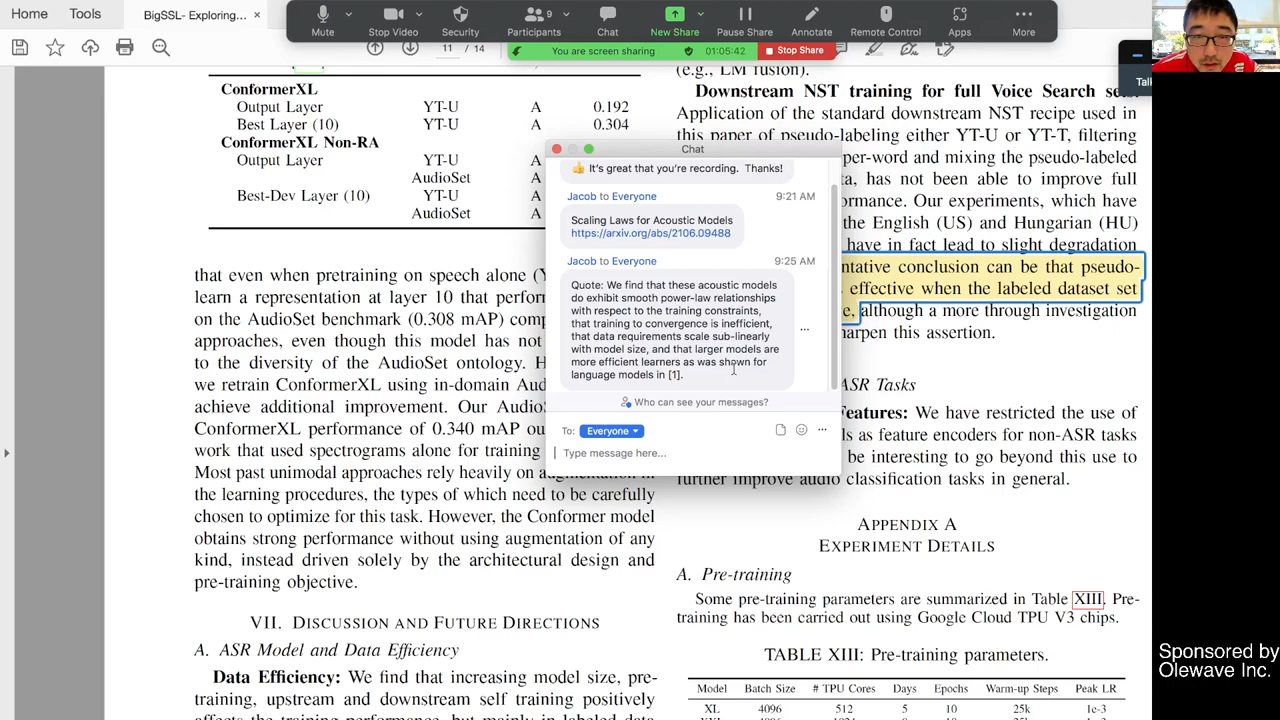 Home
Tools
BigSSL- Exploring...
×
Mute
Stop Video
Security
9
Participants
Chat
New Share
Pause Share
Annotate
Remote Control
Apps
More
11 / 14
You are screen sharing
01:05:42
Stop Share
Talk
ConformerXL
Output Layer YT-U A 0.192
Best Layer (10) YT-U A 0.304
ConformerXL Non-RA
Output Layer YT-U A
AudioSet A
Best-Dev Layer (10) YT-U A
AudioSet A
that even when pretraining on speech alone
learn a representation at layer 10 that
on the AudioSet benchmark (0.308 mAP)
approaches, even though this model has not
to the diversity of the AudioSet ontology.
we retrain ConformerXL using in-domain
achieve additional improvement. Our
ConformerXL performance of 0.340 mAP
work that used spectrograms alone for training
Most past unimodal approaches rely heavily on
the learning procedures, the types of which need to be carefully
chosen to optimize for this task. However, the Conformer model
obtains strong performance without using augmentation of any
kind, instead driven solely by the architectural design and
pre-training objective.
VII. DISCUSSION AND FUTURE DIRECTIONS
A. ASR Model and Data Efficiency
Data Efficiency: We find that increasing model size, pre-
training, upstream and downstream self training positively
affects the training performance, but mainly in labeled data
Chat
👍 It's great that you're recording. Thanks!
Jacob to Everyone 9:21 AM
Scaling Laws for Acoustic Models
https://arxiv.org/abs/2106.09488
Jacob to Everyone 9:25 AM
Quote: We find that these acoustic models
do exhibit smooth power-law relationships
with respect to the training constraints,
that training to convergence is inefficient,
that data requirements scale sub-linearly
with model size, and that larger models are
more efficient learners as was shown for
language models in [1].
Who can see your messages?
To: Everyone
Type message here...
(e.g., LM fusion).
Downstream NST training for full Voice Search
Application of the standard downstream NST recipe used in
this paper of pseudo-labeling either YT-U or YT-T, filtering
per-word and mixing the pseudo-labeled
has not been able to improve full
Our experiments, which have
the English (US) and Hungarian (HU)
have in fact lead to slight degradation
conclusion can be that pseudo-
effective when the labeled dataset set
although a more through investigation
sharpen this assertion.
ASR Tasks
Features: We have restricted the use of
as feature encoders for non-ASR tasks
be interesting to go beyond this use to
further improve audio classification tasks in general.
APPENDIX A
EXPERIMENT DETAILS
A. Pre-training
Some pre-training parameters are summarized in Table XIII. Pre-
training has been carried out using Google Cloud TPU V3 chips.
TABLE XIII: Pre-training parameters.
Model Batch Size # TPU Cores Days Epochs Warm-up Steps Peak LR
XL 4096 512 5 10 25k 1e-3
Sponsored by
Olewave Inc.